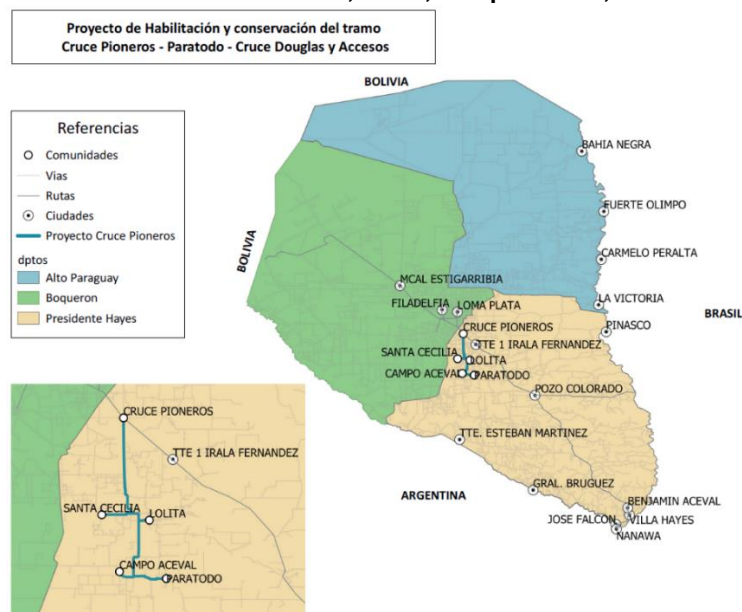 Proyecto de Habilitación y conservación del tramo
Cruce Pioneros - Paratodo - Cruce Douglas y Accesos
Referencias
Comunidades
Vias
Rutas
Ciudades
Proyecto Cruce Pioneros
dptos
Alto Paraguay
Boqueron
Presidente Hayes
BOLIVIA
BAHIA NEGRA
FUERTE OLIMPO
CARMELO PERALTA
BOLIVIA
MCAL ESTIGARRIBIA
FILADELFIA
LOMA PLATA
LA VICTORIA
BRASIL
PINASCO
CRUCE PIONEROS
TTE 1 IRALA FERNANDEZ
SANTA CECILIA
LOLITA
CAMPO ACEVAL
PARATODO
POZO COLORADO
TTE. ESTEBAN MARTINEZ
GRAL. BRUGUEZ
ARGENTINA
BENJAMIN ACEVAL
JOSE FALCON
VILLA HAYES
NANAWA
CRUCE PIONEROS
TTE 1 IRALA FERNANDEZ
SANTA CECILIA
LOLITA
CAMPO ACEVAL
PARATODO